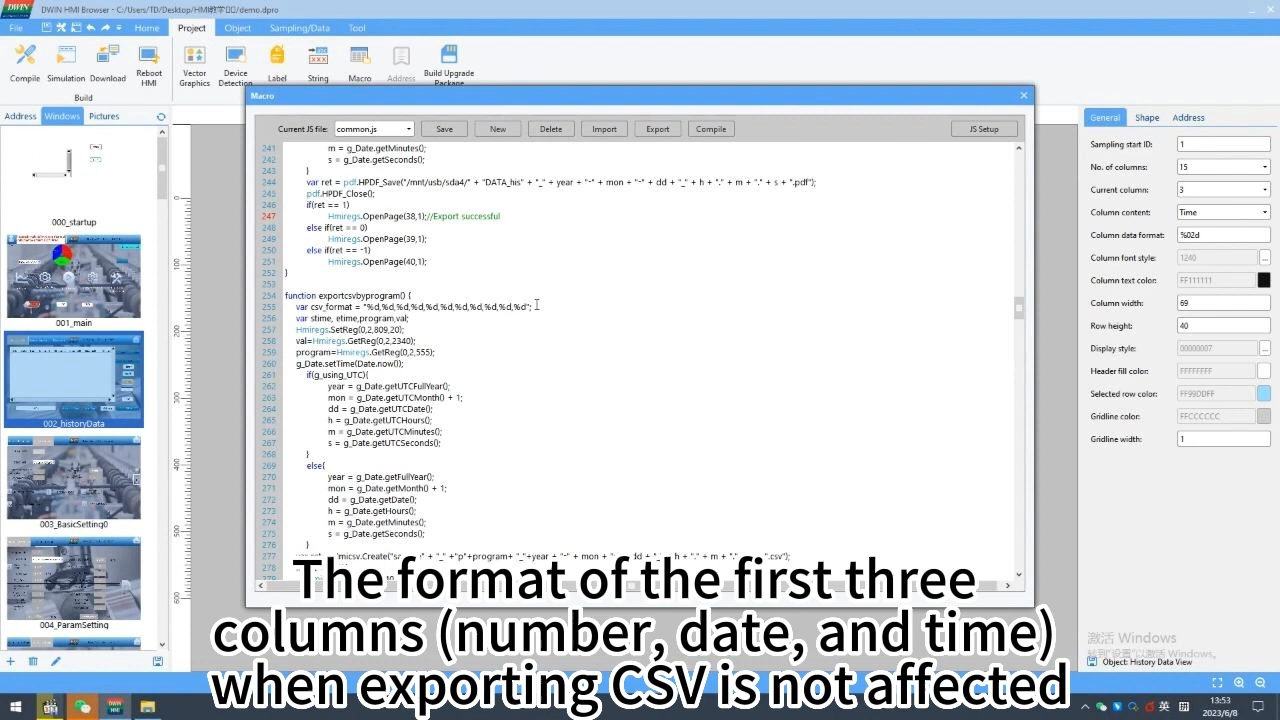 DWIN HMI Browser - C:/Users/TD/Desktop/HMI教学/demo.dpro
File
Home
Project
Object
Sampling/Data
Tool
Compile
Simulation
Download
Reboot HMI
Vector Graphics
Device Detection
Label
String
Macro
Address
Build Upgrade Package
Build
Address
Windows
Pictures
000_startup
001_main
002_historyData
003_BasicSetting0
004_ParamSetting
Macro
Current JS file:
common.js
Save
New
Delete
Import
Export
Compile
JS Setup
241 m = g_Date.getMinutes();
242 s = g_Date.getSeconds();
243 }
244 var ret = pdf.HPDF_Save("/mnt/usb/sda4/" + "DATA_his" + "_" + year + "-" + mon + "-" + dd + "_" + h + "." + m + "." + s + ".pdf");
245 pdf.HPDF_Close();
246 if(ret == 1)
247 Hmiregs.OpenPage(38,1);//Export successful
248 else if(ret == 0)
249 Hmiregs.OpenPage(39,1);
250 else if(ret == -1)
251 Hmiregs.OpenPage(40,1);
252 }
253
254 function exportcsvbyprogram() {
255 var csv_format = "%d,%d,%d,%d,%d,%d,%d,%d,%d,%d,%d";
256 var stime, etime,program,val;
257 Hmiregs.SetReg(0,2,809,20);
258 val=Hmiregs.GetReg(0,2,2340);
259 program=Hmiregs.GetReg(0,2,555);
260 g_Date.setTime(Date.now());
261 if(g_using_UTC){
262 year = g_Date.getUTCFullYear();
263 mon = g_Date.getUTCMonth() + 1;
264 dd = g_Date.getUTCDate();
265 h = g_Date.getUTCHours();
266 m = g_Date.getUTCMinutes();
267 s = g_Date.getUTCSeconds();
268 }
269 else{
270 year = g_Date.getFullYear();
271 mon = g_Date.getMonth() + 1;
272 dd = g_Date.getDate();
273 h = g_Date.getHours();
274 m = g_Date.getMinutes();
275 s = g_Date.getSeconds();
276 }
277
278
General
Shape
Address
Sampling start ID: 1
No. of columns: 15
Current column: 3
Column content: Time
Column data format: %02d
Column font style: 1240
Column text color: FF111111
Column width: 69
Row height: 40
Display style: 00000007
Header fill color: FFFFFFFF
Selected row color: FF99DDFF
Gridline color: FFCCCCCC
Gridline width: 1
激活 Windows
转到"设置"以激活 Windows。
Object: History Data View
The format of the first three
columns (number, date, and time)
when exporting CSV is not affected
英
拼
13:53
2023/6/8